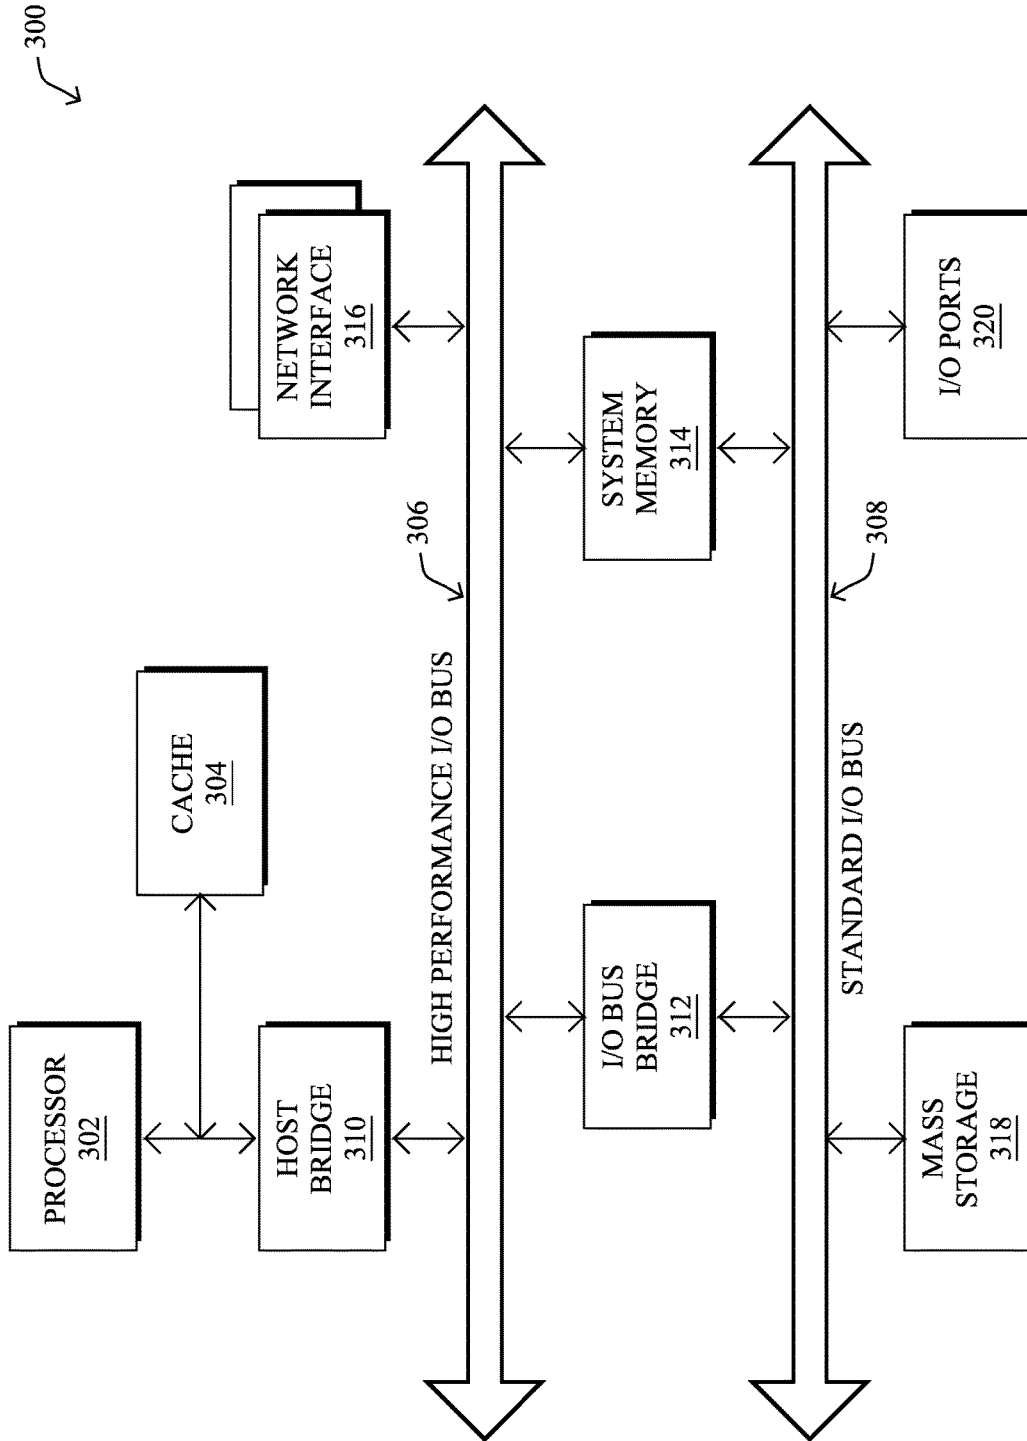 300
PROCESSOR
302
CACHE
304
HOST
BRIDGE
310
NETWORK
INTERFACE
316
HIGH PERFORMANCE I/O BUS
306
I/O BUS
BRIDGE
312
SYSTEM
MEMORY
314
STANDARD I/O BUS
308
MASS
STORAGE
318
I/O PORTS
320